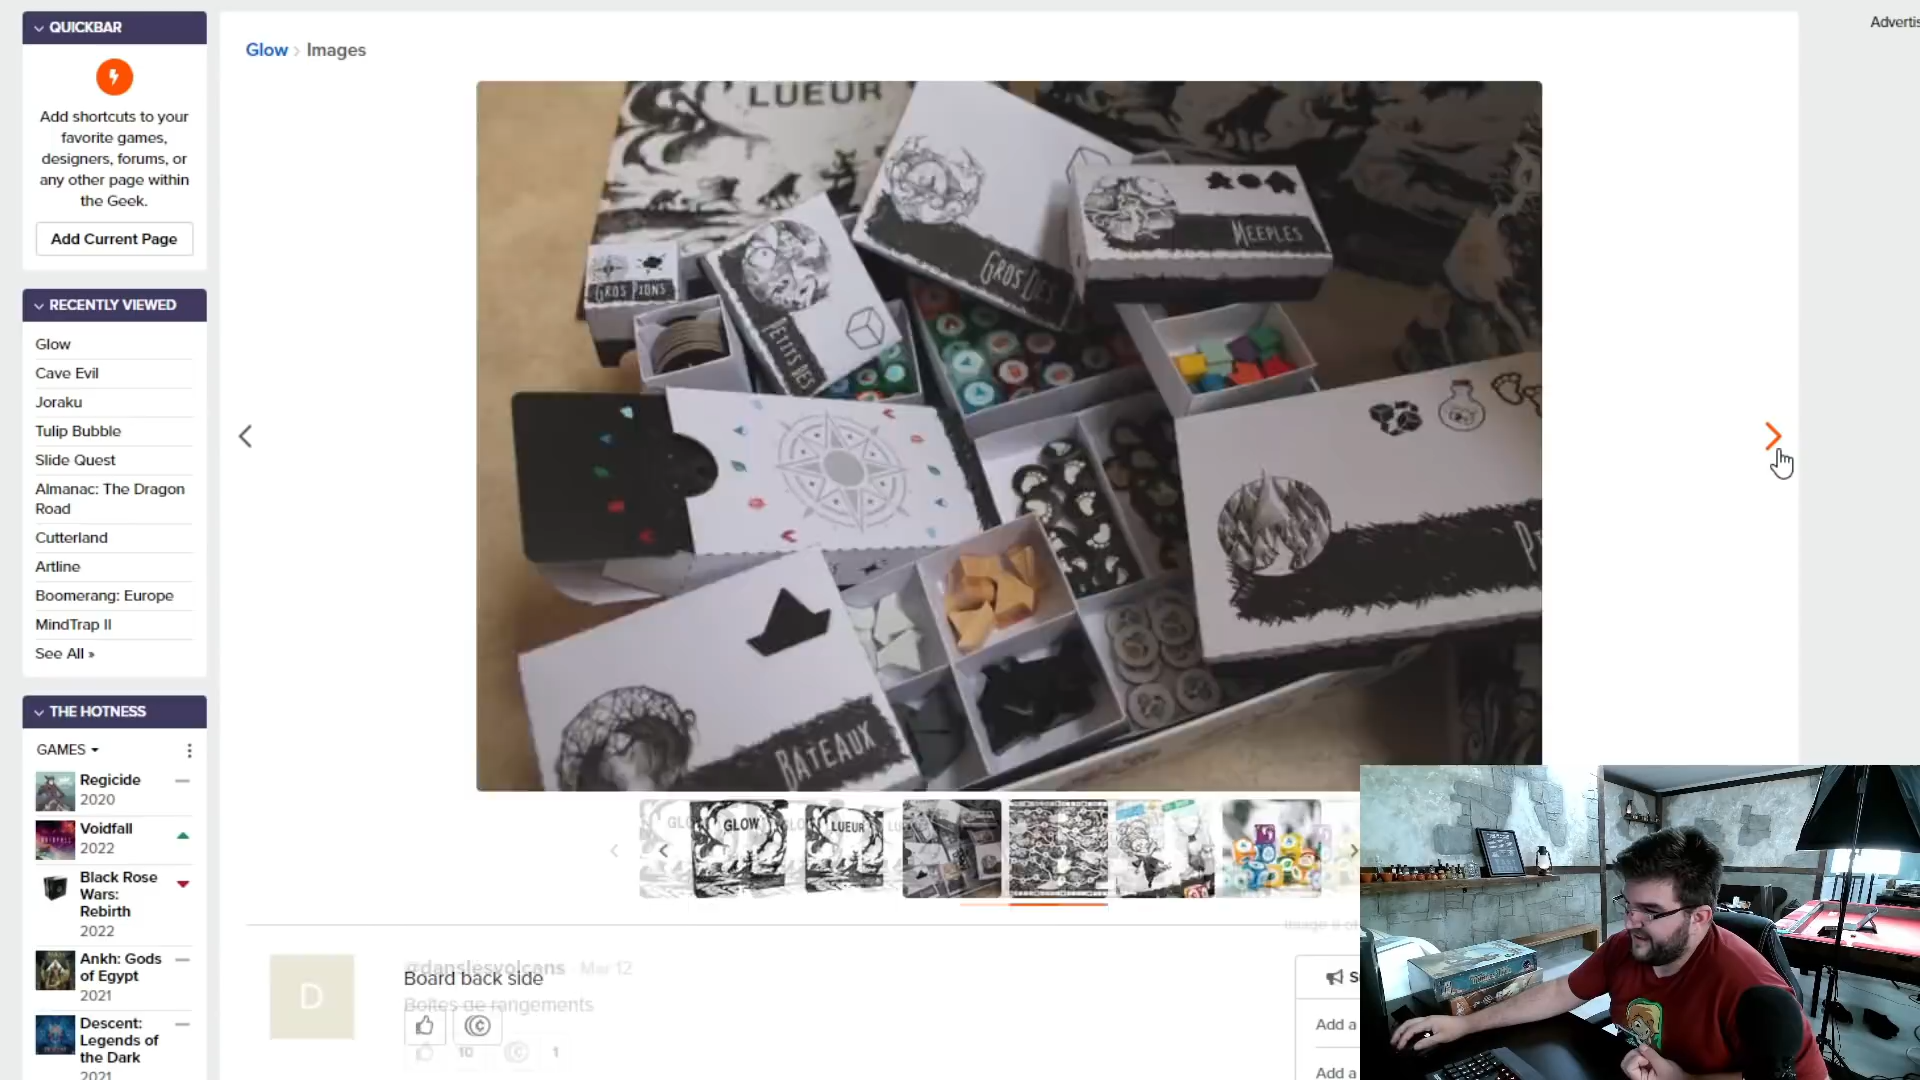 QUICKBAR
Add shortcuts to your
favorite games,
designers, forums, or
any other page within
the Geek.
Add Current Page
RECENTLY VIEWED
Glow
Cave Evil
Joraku
Tulip Bubble
Slide Quest
Almanac: The Dragon
Road
Cutterland
Artline
Boomerang: Europe
MindTrap II
See All »
THE HOTNESS
GAMES
Regicide
2020
Voidfall
2022
Black Rose
Wars:
Rebirth
2022
Ankh: Gods
of Egypt
2021
Descent:
Legends of
the Dark
2021
Glow › Images
LUEUR
GROS PIONS
PETITS DÉS
GROS DÉS
MEEPLES
BATEAUX
GLOW
LUEUR
D
@danslesvolcans · Mar 12
Board back side
Boîtes de rangements
10
1
Add a
Add a